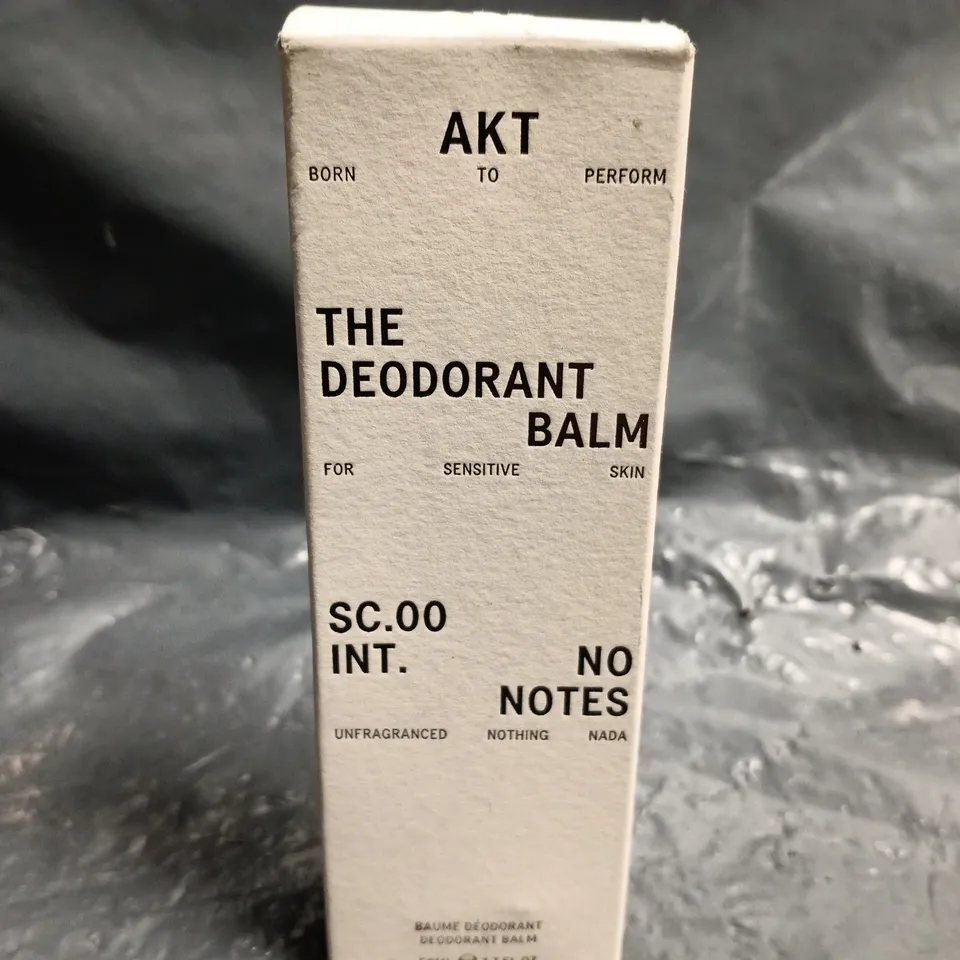 AKT
BORN TO PERFORM
THE
DEODORANT
BALM
FOR SENSITIVE SKIN
SC.00
INT. NO
NOTES
UNFRAGRANCED NOTHING NADA
BAUME DÉODORANT
DEODORANT BALM